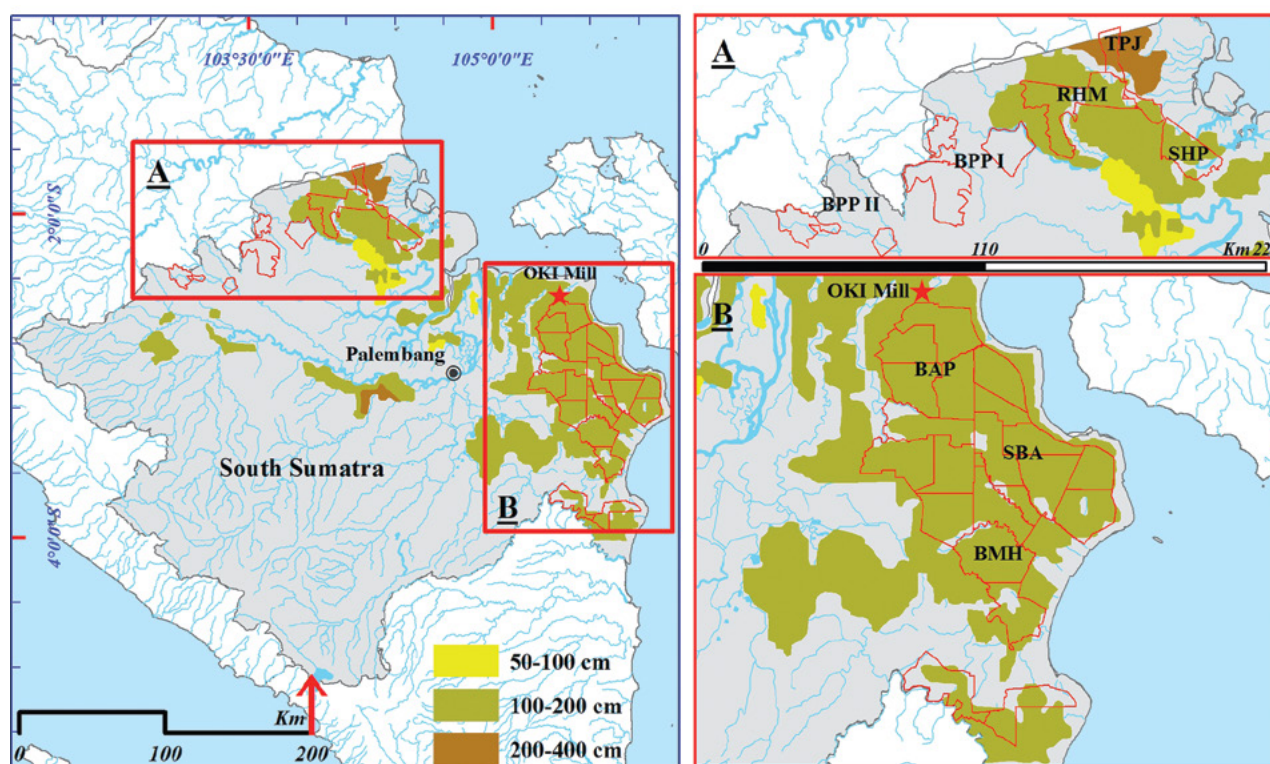 103°30'0"E
105°0'0"E
2°0'0"S
4°0'0"S
A
OKI Mill
Palembang
South Sumatra
B
50-100 cm
100-200 cm
200-400 cm
Km
0 100 200
A
TPJ
RHM
SHP
BPP I
BPP II
0 110 Km 22
B
OKI Mill
BAP
SBA
BMH